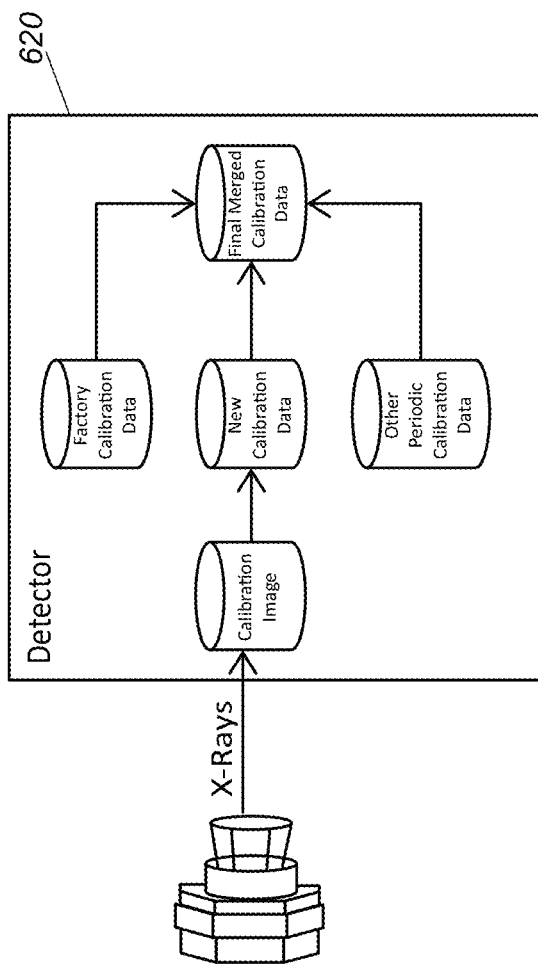 620
Detector
X-Rays
Calibration
Image
Factory
Calibration
Data
New
Calibration
Data
Other
Periodic
Calibration
Data
Final Merged
Calibration
Data